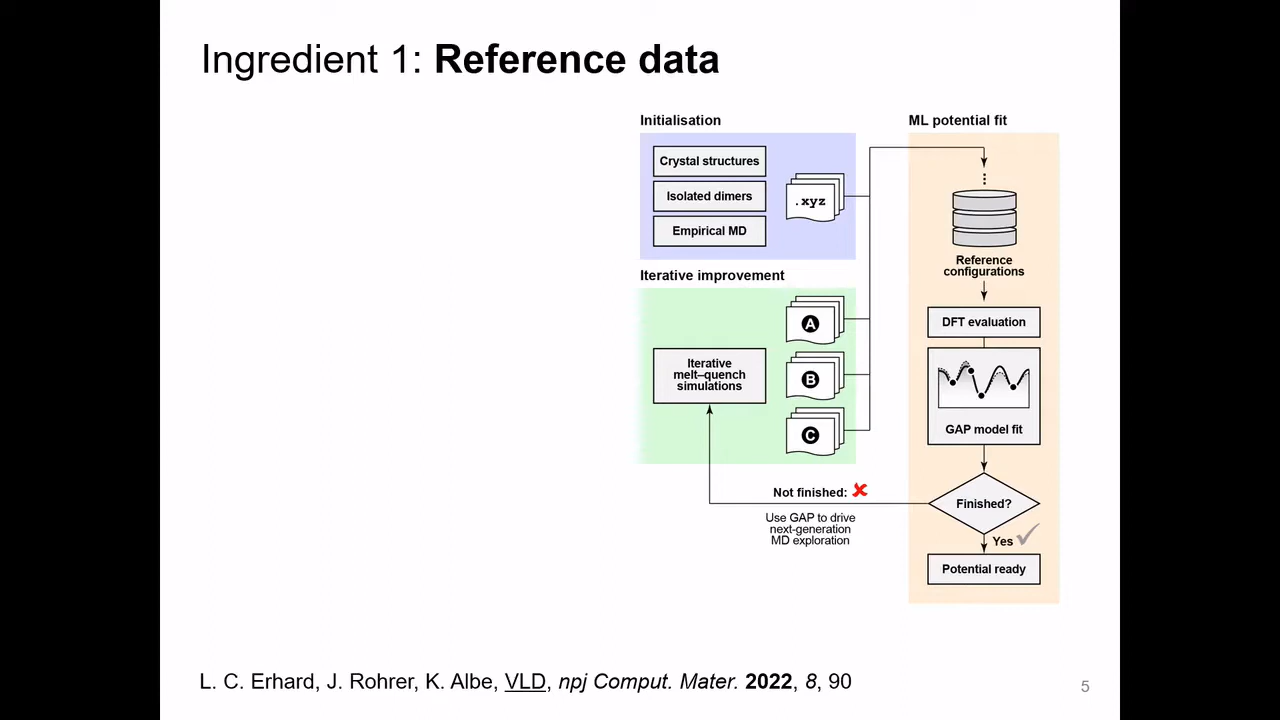 Ingredient 1: Reference data
Initialisation
Crystal structures
Isolated dimers
Empirical MD
.xyz
Iterative improvement
Iterative
melt–quench
simulations
A
B
C
Not finished: ✘
Use GAP to drive
next-generation
MD exploration
ML potential fit
Reference
configurations
DFT evaluation
GAP model fit
Finished?
Yes ✓
Potential ready
L. C. Erhard, J. Rohrer, K. Albe, VLD, npj Comput. Mater. 2022, 8, 90
5